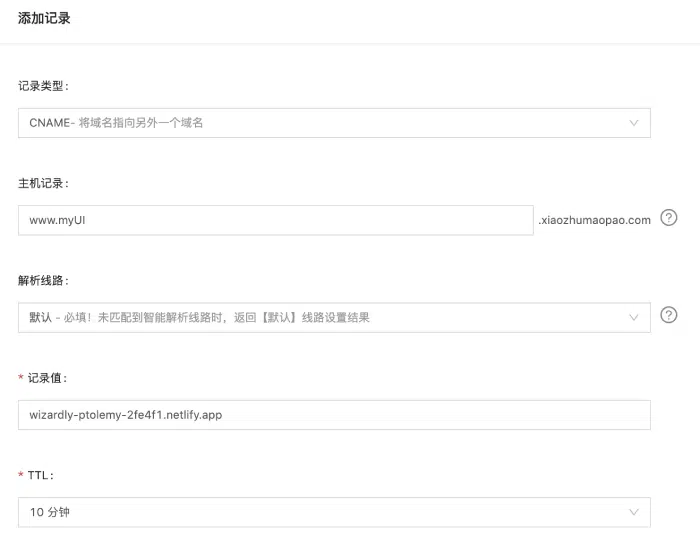 添加记录
记录类型：
CNAME- 将域名指向另外一个域名
主机记录：
www.myUI .xiaozhumaopao.com ?
解析线路：
默认 - 必填！未匹配到智能解析线路时，返回【默认】线路设置结果 ?
* 记录值：
wizardly-ptolemy-2fe4f1.netlify.app
* TTL：
10 分钟